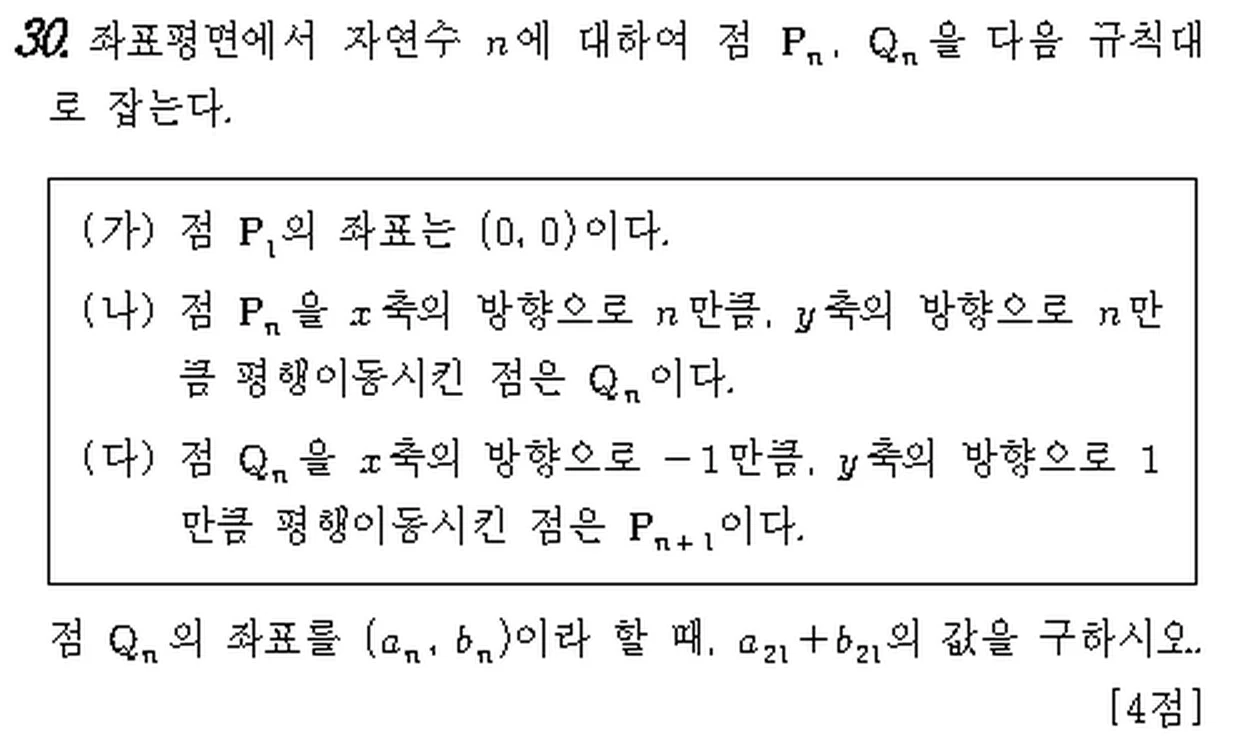 30. 좌표평면에서 자연수 n에 대하여 점 Pₙ, Qₙ을 다음 규칙대
로 잡는다.
(가) 점 P₁의 좌표는 (0, 0)이다.
(나) 점 Pₙ을 x축의 방향으로 n만큼, y축의 방향으로 n만
큼 평행이동시킨 점은 Qₙ이다.
(다) 점 Qₙ을 x축의 방향으로 -1만큼, y축의 방향으로 1
만큼 평행이동시킨 점은 Pₙ₊₁이다.
점 Qₙ의 좌표를 (aₙ, bₙ)이라 할 때, a₂₁+b₂₁의 값을 구하시오.
[4점]